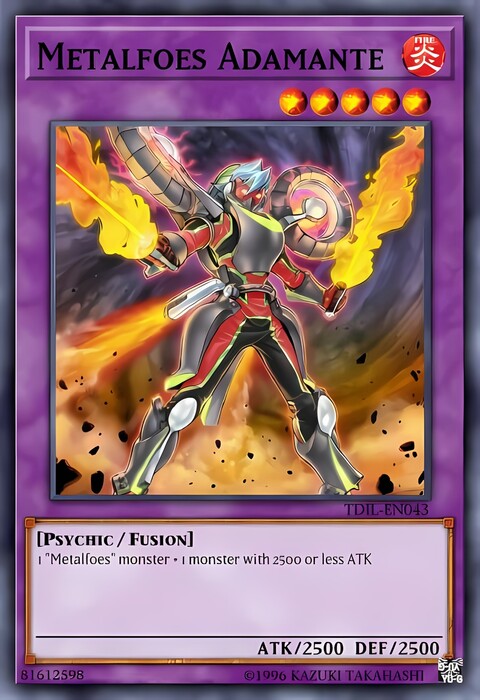 METALFOES ADAMANTE
FIRE
炎
TDIL-EN043
[PSYCHIC / FUSION]
1 "Metalfoes" monster + 1 monster with 2500 or less ATK
ATK/2500 DEF/2500
81612598
©1996 KAZUKI TAKAHASHI